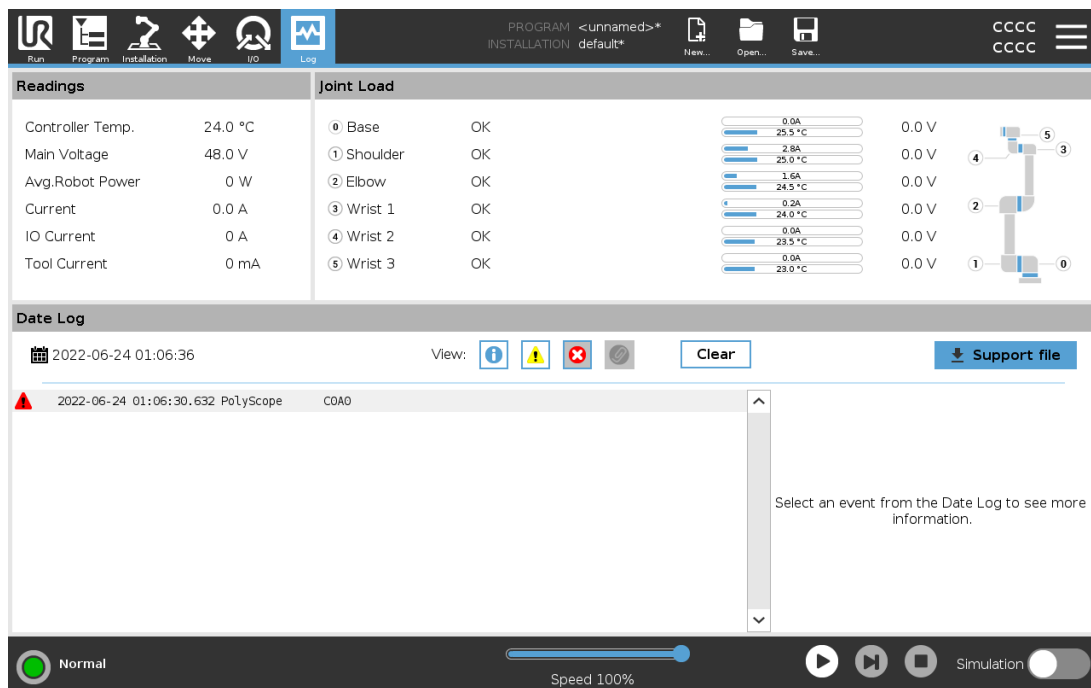 PROGRAM <unnamed>*
INSTALLATION default*
CCCC
CCCC
Run Program Installation Move I/O Log New... Open... Save...
Readings
Controller Temp. 24.0 °C
Main Voltage 48.0 V
Avg.Robot Power 0 W
Current 0.0 A
IO Current 0 A
Tool Current 0 mA
Joint Load
0 Base OK 0.0A 25.5 °C 0.0 V
1 Shoulder OK 2.8A 25.0 °C 0.0 V
2 Elbow OK 1.6A 24.5 °C 0.0 V
3 Wrist 1 OK 0.2A 24.0 °C 0.0 V
4 Wrist 2 OK 0.0A 23.5 °C 0.0 V
5 Wrist 3 OK 0.0A 23.0 °C 0.0 V
5
3
4
2
1 0
Date Log
2022-06-24 01:06:36 View: Clear Support file
2022-06-24 01:06:30.632 PolyScope C0A0
Select an event from the Date Log to see more
information.
Normal
Speed 100%
Simulation